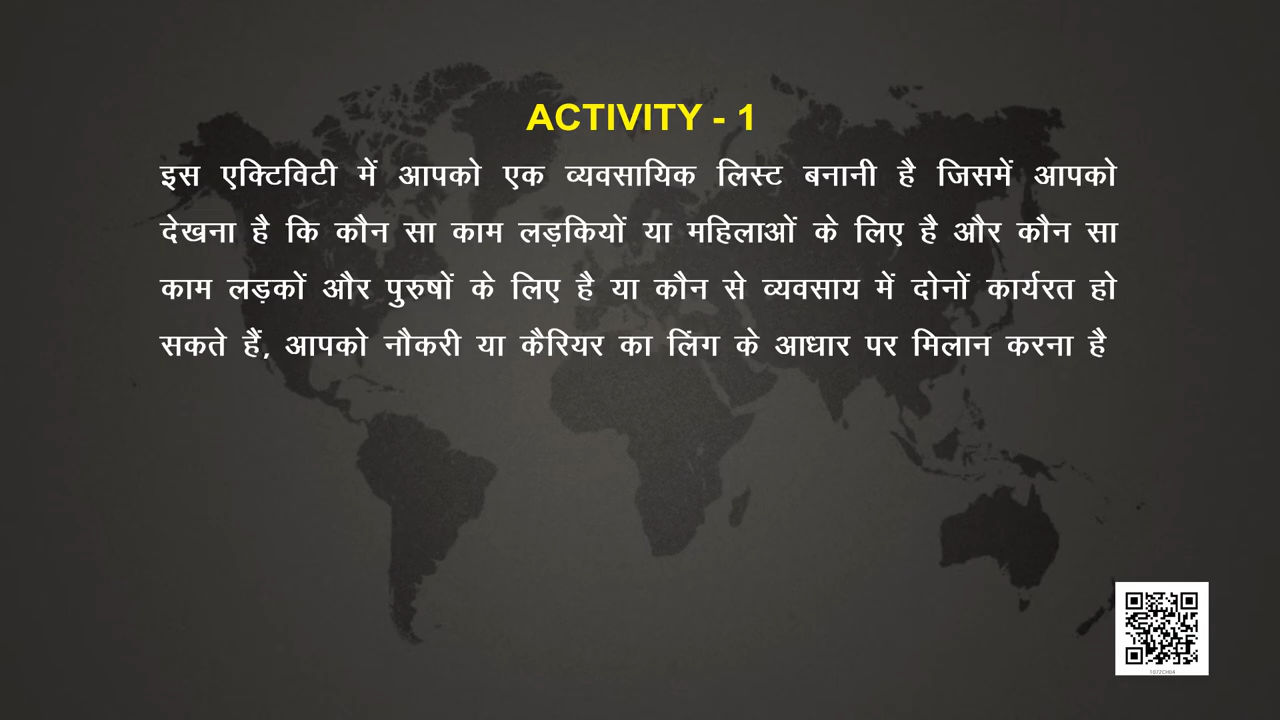 ACTIVITY - 1
इस एक्टिविटी में आपको एक व्यवसायिक लिस्ट बनानी है जिसमें आपको
देखना है कि कौन सा काम लड़कियों या महिलाओं के लिए है और कौन सा
काम लड़कों और पुरुषों के लिए है या कौन से व्यवसाय में दोनों कार्यरत हो
सकते हैं, आपको नौकरी या कैरियर का लिंग के आधार पर मिलान करना है
1072CH04